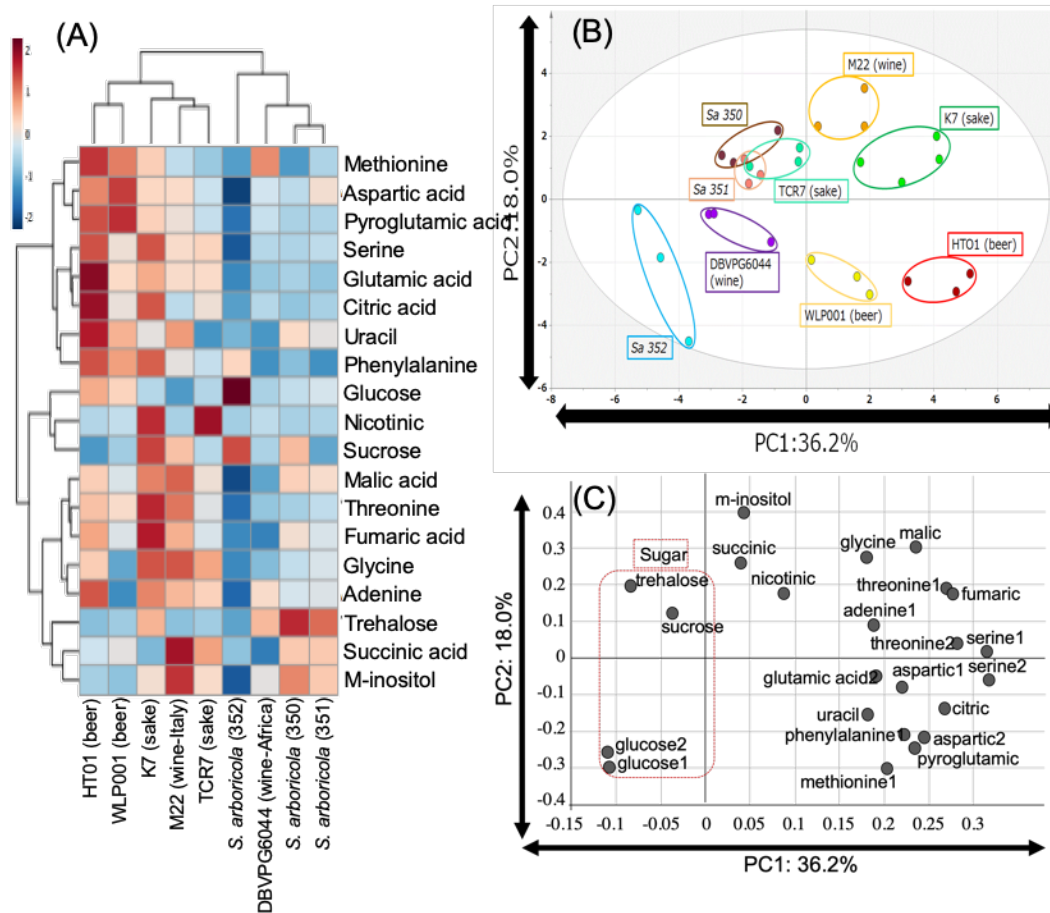 (A)
2
1
0
-1
-2
Methionine
Aspartic acid
Pyroglutamic acid
Serine
Glutamic acid
Citric acid
Uracil
Phenylalanine
Glucose
Nicotinic
Sucrose
Malic acid
Threonine
Fumaric acid
Glycine
Adenine
Trehalose
Succinic acid
M-inositol
HT01 (beer)
WLP001 (beer)
K7 (sake)
M22 (wine-Italy)
TCR7 (sake)
S. arboricola (352)
DBVPG6044 (wine-Africa)
S. arboricola (350)
S. arboricola (351)
(B)
M22 (wine)
Sa 350
K7 (sake)
Sa 351
TCR7 (sake)
HTO1 (beer)
DBVPG6044
(wine)
WLP001 (beer)
Sa 352
4
2
0
-2
-4
-6
-8 -6 -4 -2 0 2 4 6
PC2:18.0%
PC1:36.2%
(C)
m-inositol
Sugar
succinic
glycine
malic
trehalose
nicotinic
threonine1
fumaric
sucrose
adenine1
threonine2
serine1
glutamic acid2
aspartic1
serine2
uracil
citric
phenylalanine1
aspartic2
glucose2
pyroglutamic
glucose1
methionine1
0.4
0.3
0.2
0.1
0
-0.1
-0.2
-0.3
-0.4
-0.15 -0.1 -0.05 0 0.05 0.1 0.15 0.2 0.25 0.3
PC2: 18.0%
PC1: 36.2%